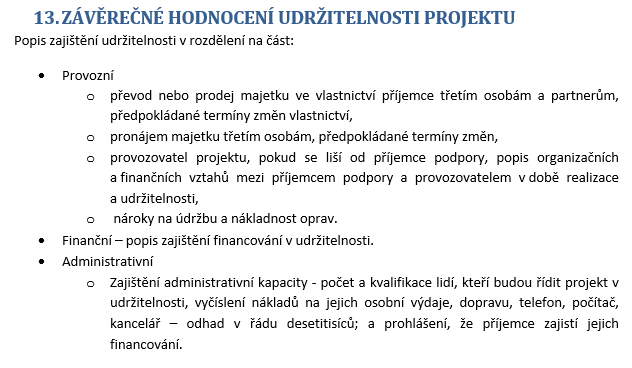 13. ZÁVĚREČNÉ HODNOCENÍ UDRŽITELNOSTI PROJEKTU
Popis zajištění udržitelnosti v rozdělení na část:
• Provozní
o převod nebo prodej majetku ve vlastnictví příjemce třetím osobám a partnerům,
předpokládané termíny změn vlastnictví,
o pronájem majetku třetím osobám, předpokládané termíny změn,
o provozovatel projektu, pokud se liší od příjemce podpory, popis organizačních
a finančních vztahů mezi příjemcem podpory a provozovatelem v době realizace
a udržitelnosti,
o nároky na údržbu a nákladnost oprav.
• Finanční – popis zajištění financování v udržitelnosti.
• Administrativní
o Zajištění administrativní kapacity - počet a kvalifikace lidí, kteří budou řídit projekt v
udržitelnosti, vyčíslení nákladů na jejich osobní výdaje, dopravu, telefon, počítač,
kancelář – odhad v řádu desetitisíců; a prohlášení, že příjemce zajistí jejich
financování.